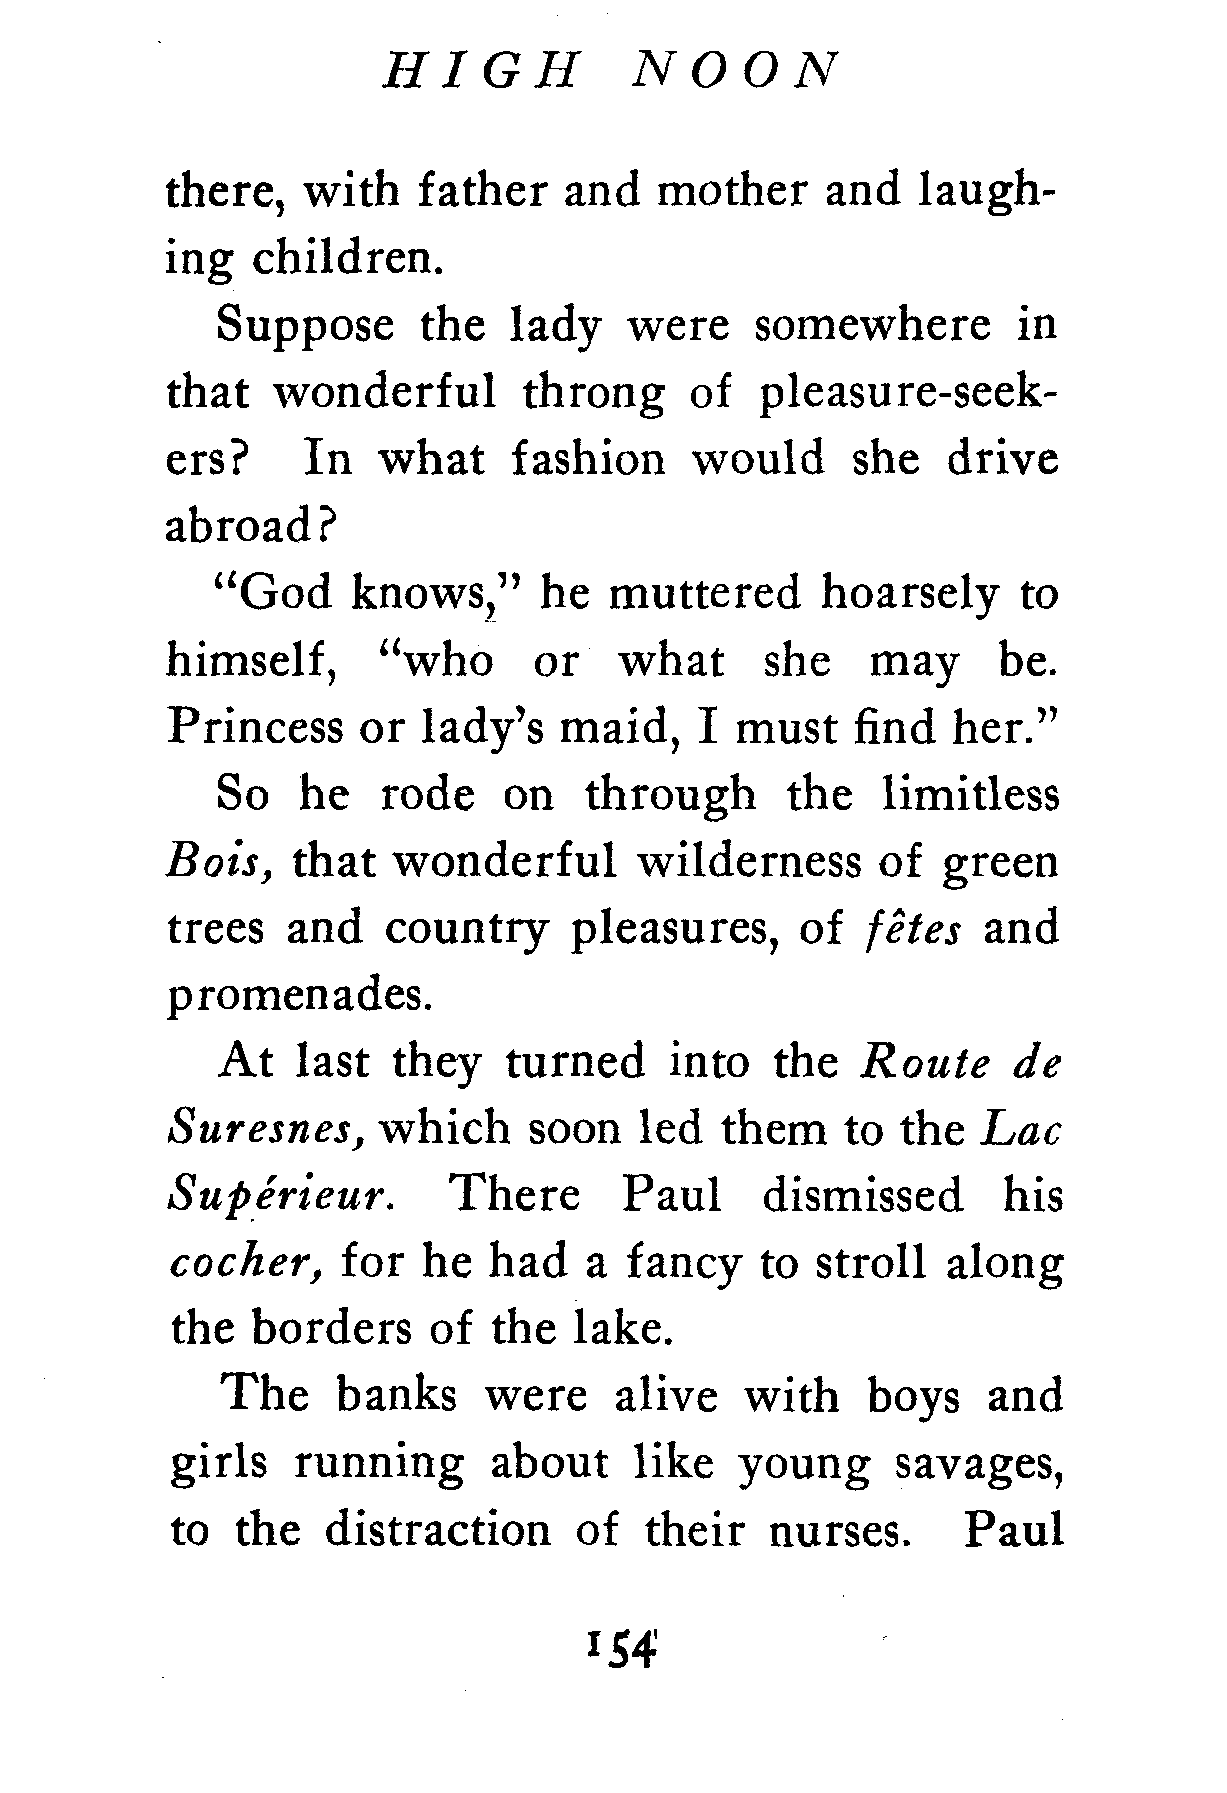 HIGH NOON
there, with father and mother and laugh-
ing children.
Suppose the lady were somewhere in
that wonderful throng of pleasure-seek-
ers? In what fashion would she drive
abroad?
“God knows,” he muttered hoarsely to
himself, “who or what she may be.
Princess or lady’s maid, I must find her.”
So he rode on through the limitless
Bois, that wonderful wilderness of green
trees and country pleasures, of fêtes and
promenades.
At last they turned into the Route de
Suresnes, which soon led them to the Lac
Supérieur. There Paul dismissed his
cocher, for he had a fancy to stroll along
the borders of the lake.
The banks were alive with boys and
girls running about like young savages,
to the distraction of their nurses. Paul
154